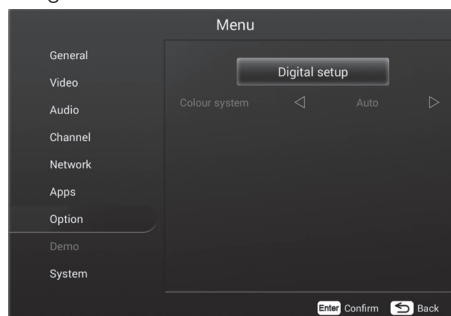 Menu
General
Video
Audio
Channel
Network
Apps
Option
Demo
System
Digital setup
Colour system Auto
Enter Confirm Back